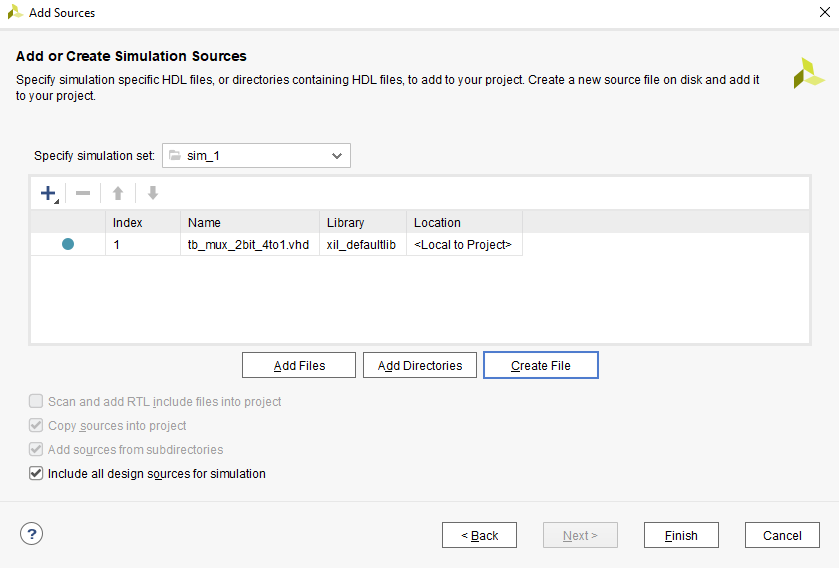 Add Sources
Add or Create Simulation Sources
Specify simulation specific HDL files, or directories containing HDL files, to add to your project. Create a new source file on disk and add it
to your project.
Specify simulation set: sim_1
Index Name Library Location
1 tb_mux_2bit_4to1.vhd xil_defaultlib <Local to Project>
Add Files Add Directories Create File
Scan and add RTL include files into project
Copy sources into project
Add sources from subdirectories
Include all design sources for simulation
? < Back Next > Finish Cancel